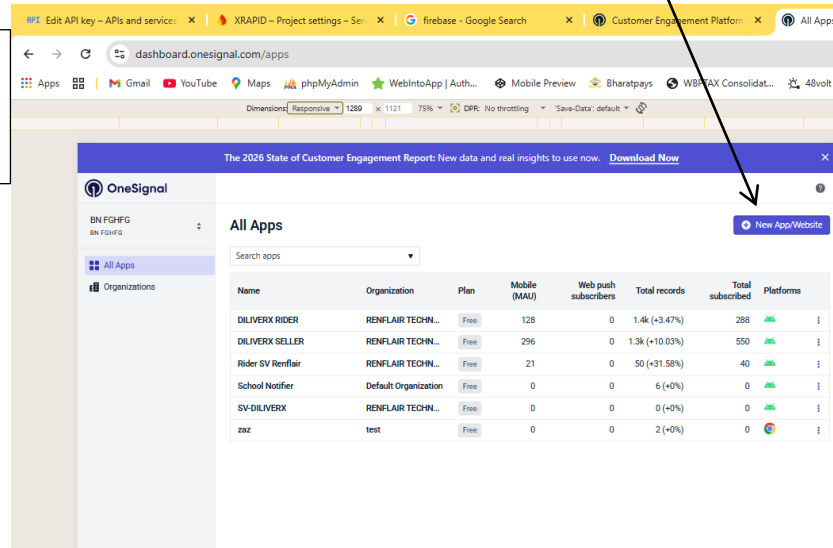 API Edit API key – APIs and services
XRAPID – Project settings – Ser
firebase - Google Search
Customer Engagement Platform
All Apps
dashboard.onesignal.com/apps
Apps
Gmail
YouTube
Maps
phpMyAdmin
WebIntoApp | Auth...
Mobile Preview
Bharatpays
WBPTAX Consolidat...
48volt
Dimensions: Responsive 1289 x 1121 75% DPR: No throttling 'Save-Data': default
The 2026 State of Customer Engagement Report: New data and real insights to use now. Download Now
OneSignal
BN FGHFG
BN FGHFG
All Apps
Organizations
All Apps
New App/Website
Search apps
Name Organization Plan Mobile (MAU) Web push subscribers Total records Total subscribed Platforms
DILIVERX RIDER RENFLAIR TECHN... Free 128 0 1.4k (+3.47%) 288
DILIVERX SELLER RENFLAIR TECHN... Free 296 0 1.3k (+10.03%) 550
Rider SV Renflair RENFLAIR TECHN... Free 21 0 50 (+31.58%) 40
School Notifier Default Organization Free 0 0 6 (+0%) 0
SV-DILIVERX RENFLAIR TECHN... Free 0 0 0 (+0%) 0
zaz test Free 0 0 2 (+0%) 0